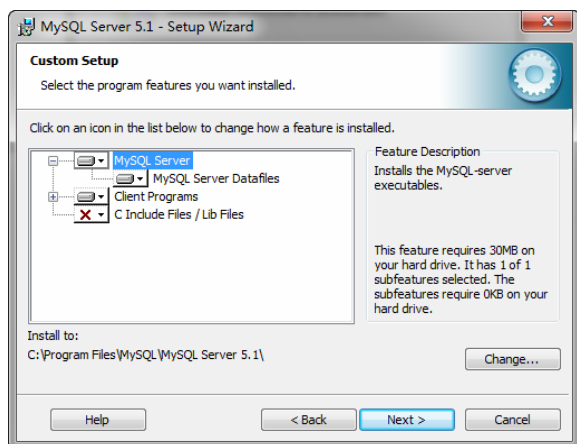 MySQL Server 5.1 - Setup Wizard
Custom Setup
Select the program features you want installed.
Click on an icon in the list below to change how a feature is installed.
MySQL Server
MySQL Server Datafiles
Client Programs
C Include Files / Lib Files
Feature Description
Installs the MySQL-server
executables.
This feature requires 30MB on
your hard drive. It has 1 of 1
subfeatures selected. The
subfeatures require 0KB on your
hard drive.
Install to:
C:\Program Files\MySQL\MySQL Server 5.1\
Change...
Help
< Back
Next >
Cancel